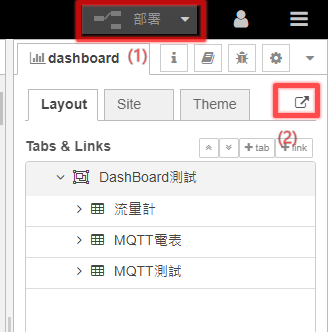 部署
dashboard (1)
Layout Site Theme
(2)
Tabs & Links + tab + link
DashBoard測試
流量計
MQTT電表
MQTT測試